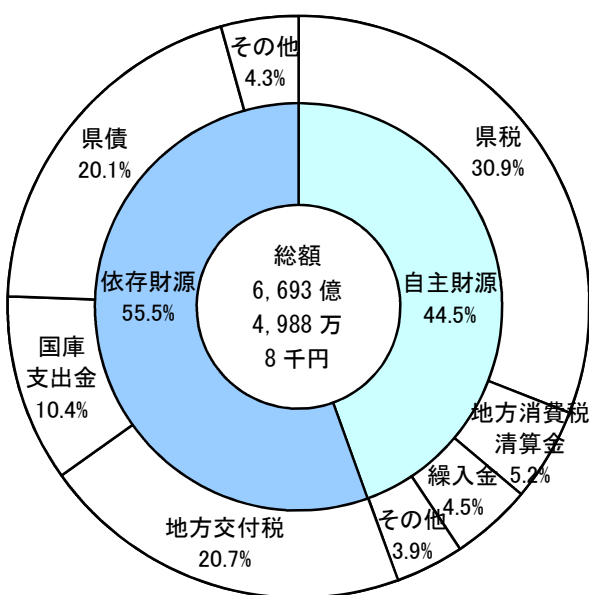 その他
4.3%
県税
30.9%
県債
20.1%
総額
6,693 億
4,988 万
8 千円
依存財源
55.5%
自主財源
44.5%
国庫
支出金
10.4%
地方消費税
清算金
5.2%
繰入金
4.5%
その他
3.9%
地方交付税
20.7%